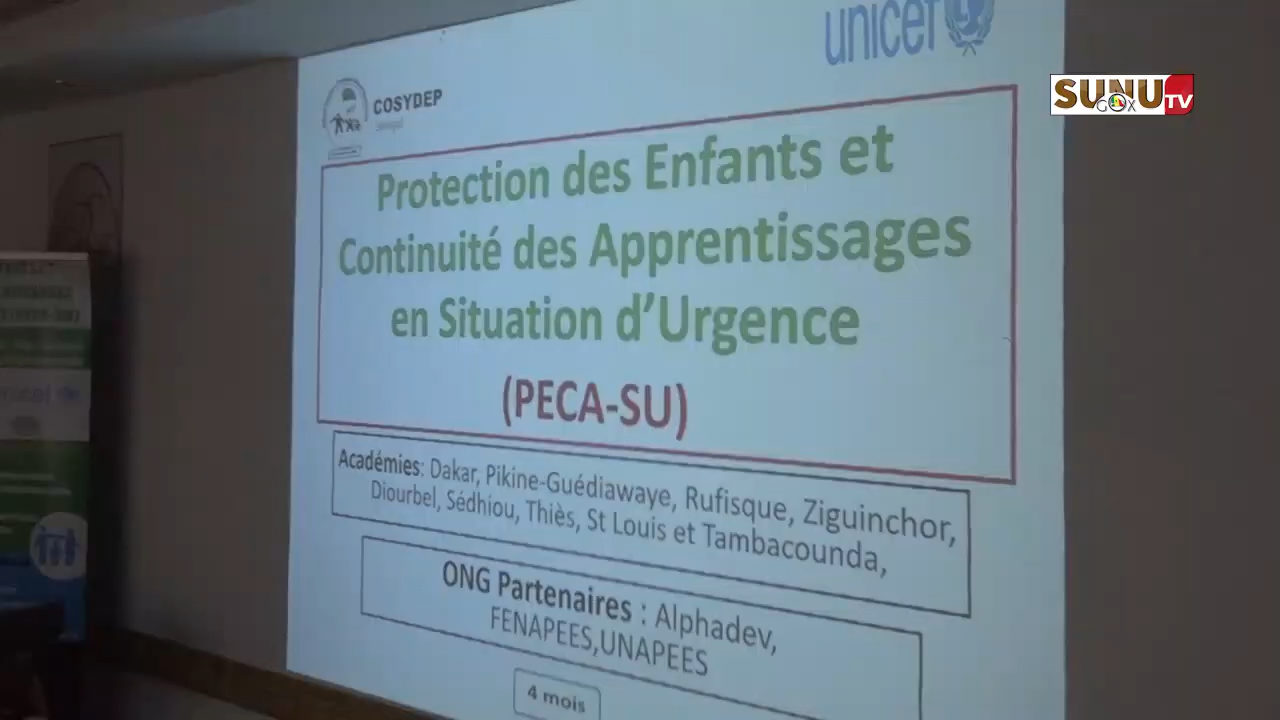 unicef
COSYDEP
SUNU GOX TV
Protection des Enfants et
Continuité des Apprentissages
en Situation d'Urgence
(PECA-SU)
Académies: Dakar, Pikine-Guédiawaye, Rufisque, Ziguinchor,
Diourbel, Sédhiou, Thiès, St Louis et Tambacounda,
ONG Partenaires : Alphadev,
FENAPEES,UNAPEES
4 mois